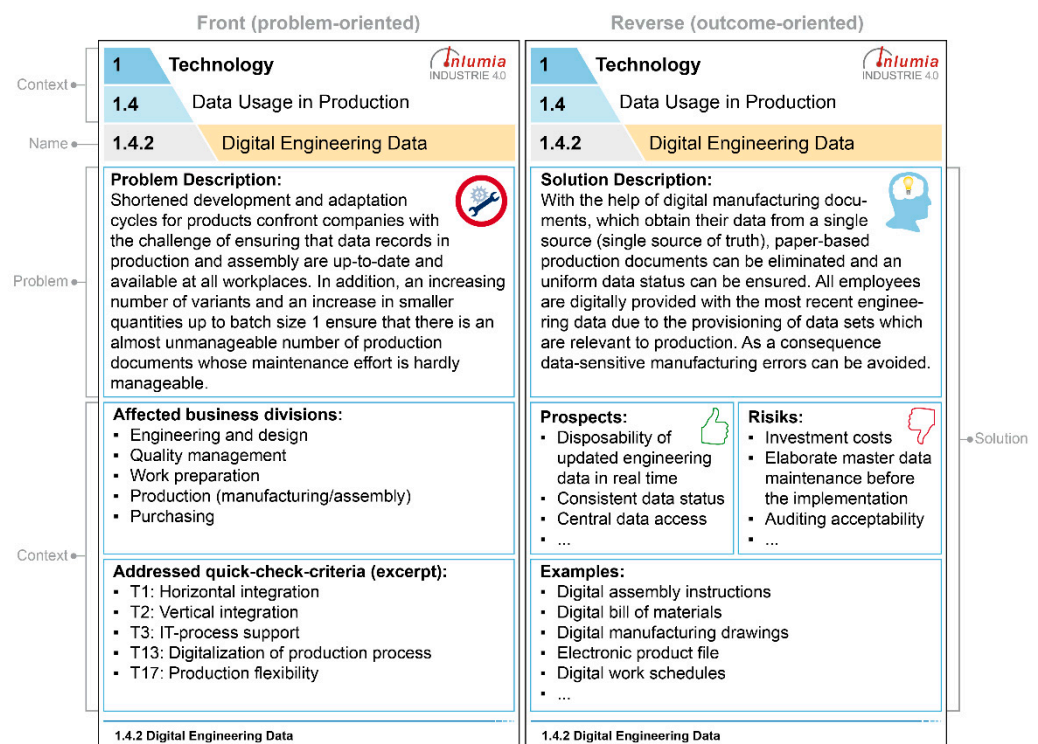 Front (problem-oriented)
Reverse (outcome-oriented)
Context
Name
Problem
Context
1 Technology
inlumia
INDUSTRIE 4.0
1.4 Data Usage in Production
1.4.2 Digital Engineering Data
Problem Description:
Shortened development and adaptation
cycles for products confront companies with
the challenge of ensuring that data records in
production and assembly are up-to-date and
available at all workplaces. In addition, an increasing
number of variants and an increase in smaller
quantities up to batch size 1 ensure that there is an
almost unmanageable number of production
documents whose maintenance effort is hardly
manageable.
Affected business divisions:
▪ Engineering and design
▪ Quality management
▪ Work preparation
▪ Production (manufacturing/assembly)
▪ Purchasing
Addressed quick-check-criteria (excerpt):
▪ T1: Horizontal integration
▪ T2: Vertical integration
▪ T3: IT-process support
▪ T13: Digitalization of production process
▪ T17: Production flexibility
1.4.2 Digital Engineering Data
1 Technology
inlumia
INDUSTRIE 4.0
1.4 Data Usage in Production
1.4.2 Digital Engineering Data
Solution Description:
With the help of digital manufacturing docu-
ments, which obtain their data from a single
source (single source of truth), paper-based
production documents can be eliminated and an
uniform data status can be ensured. All employees
are digitally provided with the most recent enginee-
ring data due to the provisioning of data sets which
are relevant to production. As a consequence
data-sensitive manufacturing errors can be avoided.
Prospects:
▪ Disposability of
updated engineering
data in real time
▪ Consistent data status
▪ Central data access
▪ ...
Risiks:
▪ Investment costs
▪ Elaborate master data
maintenance before
the implementation
▪ Auditing acceptability
▪ ...
Examples:
▪ Digital assembly instructions
▪ Digital bill of materials
▪ Digital manufacturing drawings
▪ Electronic product file
▪ Digital work schedules
▪ ...
1.4.2 Digital Engineering Data
Solution